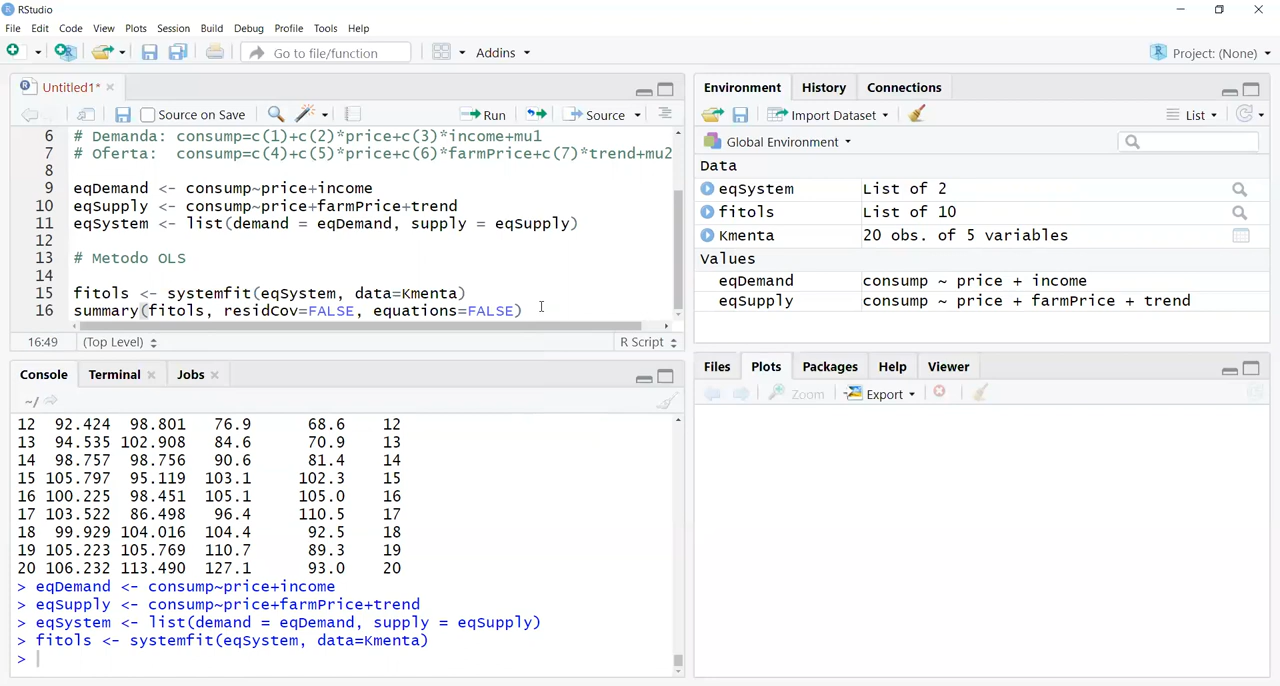 RStudio
File Edit Code View Plots Session Build Debug Profile Tools Help
Go to file/function Addins Project: (None)
Untitled1*
Source on Save Run Source
6 # Demanda: consump=c(1)+c(2)*price+c(3)*income+mu1
7 # Oferta: consump=c(4)+c(5)*price+c(6)*farmPrice+c(7)*trend+mu2
8
9 eqDemand <- consump~price+income
10 eqSupply <- consump~price+farmPrice+trend
11 eqSystem <- list(demand = eqDemand, supply = eqSupply)
12
13 # Metodo OLS
14
15 fitols <- systemfit(eqSystem, data=Kmenta)
16 summary(fitols, residCov=FALSE, equations=FALSE)
16:49 (Top Level) R Script
Console Terminal Jobs
~/
12 92.424 98.801 76.9 68.6 12
13 94.535 102.908 84.6 70.9 13
14 98.757 98.756 90.6 81.4 14
15 105.797 95.119 103.1 102.3 15
16 100.225 98.451 105.1 105.0 16
17 103.522 86.498 96.4 110.5 17
18 99.929 104.016 104.4 92.5 18
19 105.223 105.769 110.7 89.3 19
20 106.232 113.490 127.1 93.0 20
> eqDemand <- consump~price+income
> eqSupply <- consump~price+farmPrice+trend
> eqSystem <- list(demand = eqDemand, supply = eqSupply)
> fitols <- systemfit(eqSystem, data=Kmenta)
>
Environment History Connections
Import Dataset List
Global Environment
Data
eqSystem List of 2
fitols List of 10
Kmenta 20 obs. of 5 variables
Values
eqDemand consump ~ price + income
eqSupply consump ~ price + farmPrice + trend
Files Plots Packages Help Viewer
Zoom Export